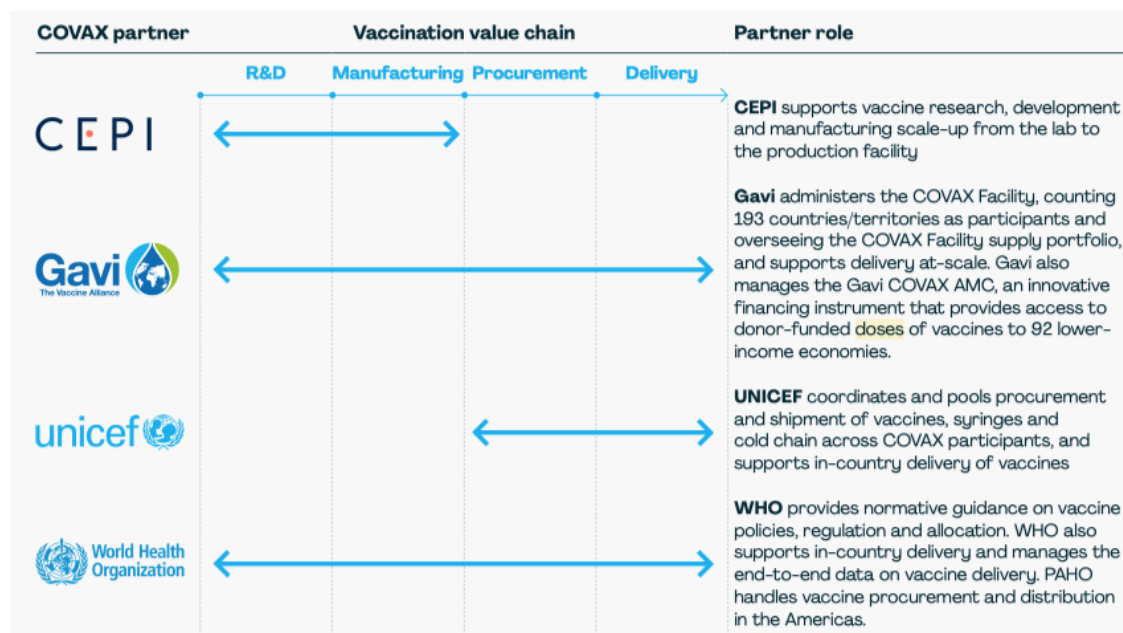 COVAX partner
Vaccination value chain
Partner role
R&D
Manufacturing
Procurement
Delivery
CEPI
CEPI supports vaccine research, development
and manufacturing scale-up from the lab to
the production facility
Gavi
The Vaccine Alliance
Gavi administers the COVAX Facility, counting
193 countries/territories as participants and
overseeing the COVAX Facility supply portfolio,
and supports delivery at-scale. Gavi also
manages the Gavi COVAX AMC, an innovative
financing instrument that provides access to
donor-funded doses of vaccines to 92 lower-
income economies.
unicef
UNICEF coordinates and pools procurement
and shipment of vaccines, syringes and
cold chain across COVAX participants, and
supports in-country delivery of vaccines
World Health
Organization
WHO provides normative guidance on vaccine
policies, regulation and allocation. WHO also
supports in-country delivery and manages the
end-to-end data on vaccine delivery. PAHO
handles vaccine procurement and distribution
in the Americas.